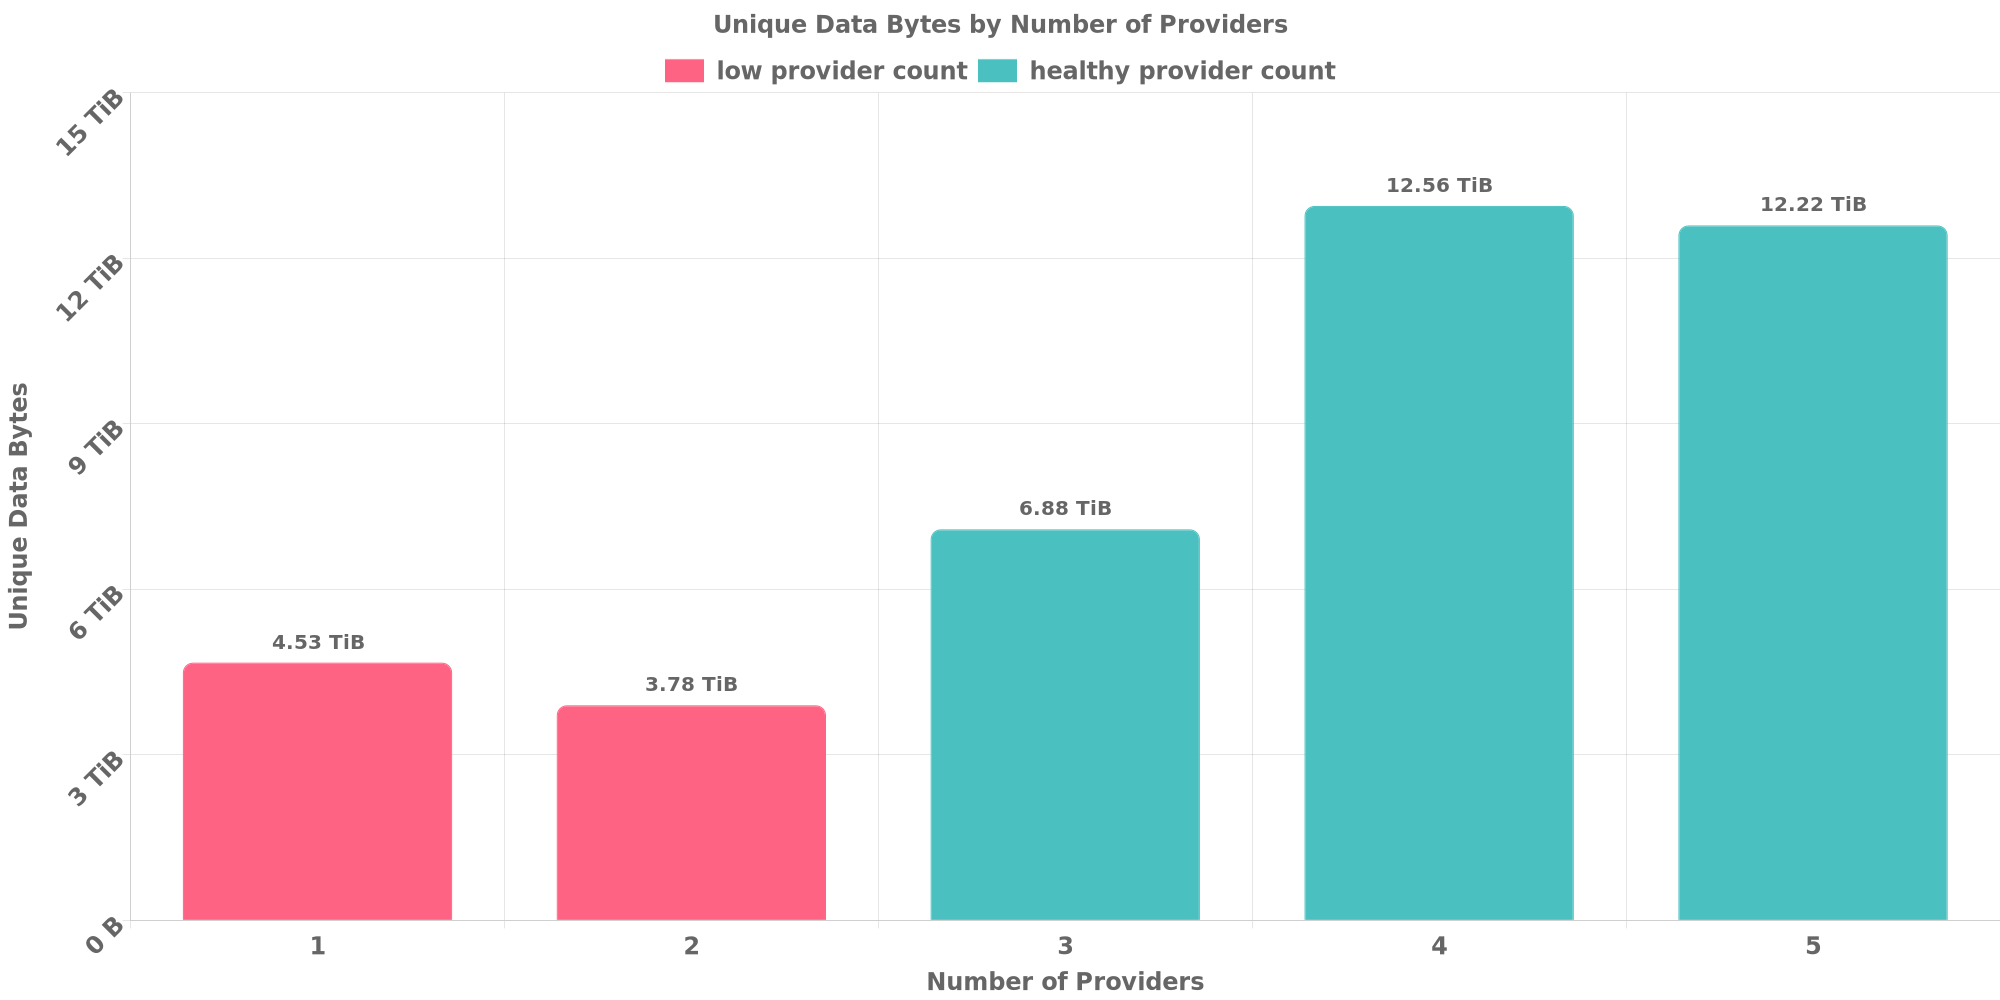 Unique Data Bytes by Number of Providers
low provider count healthy provider count
15 TiB
12 TiB
9 TiB
6 TiB
3 TiB
0 B
Unique Data Bytes
4.53 TiB
3.78 TiB
6.88 TiB
12.56 TiB
12.22 TiB
1 2 3 4 5
Number of Providers